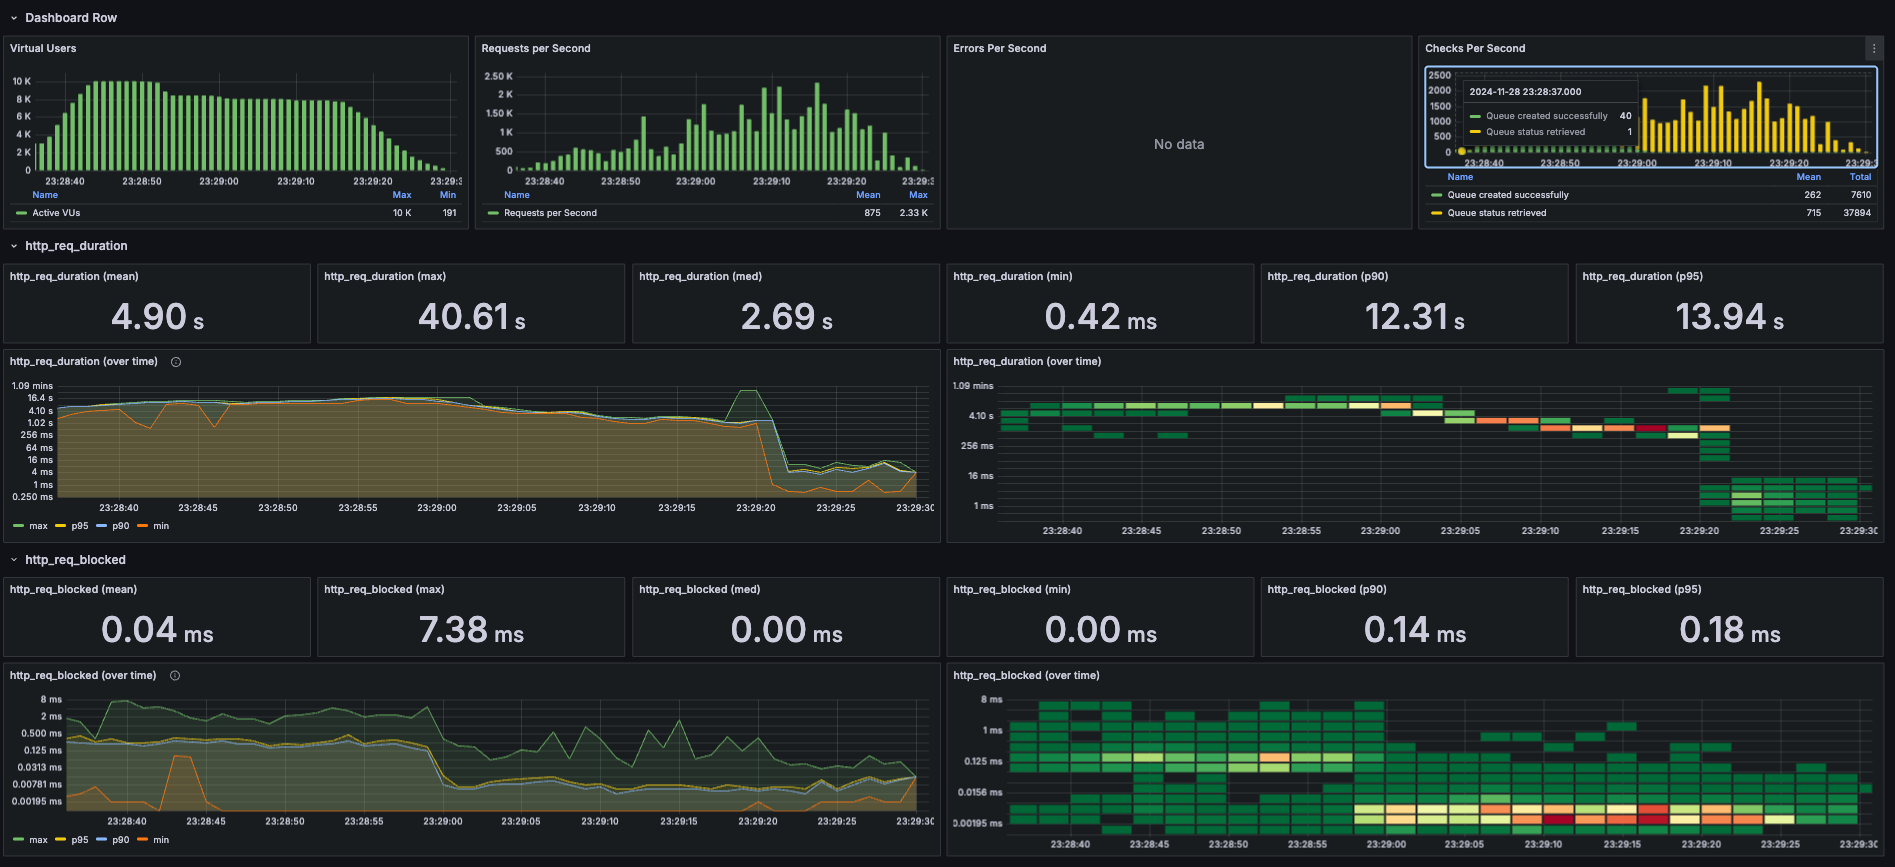 Dashboard Row
Virtual Users
10 K
8 K
6 K
4 K
2 K
0
23:28:40 23:28:50 23:29:00 23:29:10 23:29:20 23:29:3
Name Max Min
Active VUs 10 K 191
Requests per Second
2.50 K
2 K
1.50 K
1 K
500
0
23:28:40 23:28:50 23:29:00 23:29:10 23:29:20 23:29:3
Name Mean Max
Requests per Second 875 2.33 K
Errors Per Second
No data
Checks Per Second
2500
2000
1500
1000
500
0
2024-11-28 23:28:37.000
Queue created successfully 40
Queue status retrieved 1
23:28:40 23:28:50 23:29:00 23:29:10 23:29:20 23:29:3
Name Mean Total
Queue created successfully 262 7610
Queue status retrieved 715 37894
http_req_duration
http_req_duration (mean)
4.90 s
http_req_duration (max)
40.61 s
http_req_duration (med)
2.69 s
http_req_duration (min)
0.42 ms
http_req_duration (p90)
12.31 s
http_req_duration (p95)
13.94 s
http_req_duration (over time)
1.09 mins
16.4 s
4.10 s
1.02 s
256 ms
64 ms
16 ms
4 ms
1 ms
0.250 ms
23:28:40 23:28:45 23:28:50 23:28:55 23:29:00 23:29:05 23:29:10 23:29:15 23:29:20 23:29:25 23:29:30
max p95 p90 min
http_req_duration (over time)
1.09 mins
4.10 s
256 ms
16 ms
1 ms
23:28:40 23:28:45 23:28:50 23:28:55 23:29:00 23:29:05 23:29:10 23:29:15 23:29:20 23:29:25 23:29:30
http_req_blocked
http_req_blocked (mean)
0.04 ms
http_req_blocked (max)
7.38 ms
http_req_blocked (med)
0.00 ms
http_req_blocked (min)
0.00 ms
http_req_blocked (p90)
0.14 ms
http_req_blocked (p95)
0.18 ms
http_req_blocked (over time)
8 ms
2 ms
0.500 ms
0.125 ms
0.0313 ms
0.00781 ms
0.00195 ms
23:28:40 23:28:45 23:28:50 23:28:55 23:29:00 23:29:05 23:29:10 23:29:15 23:29:20 23:29:25 23:29:30
max p95 p90 min
http_req_blocked (over time)
8 ms
1 ms
0.125 ms
0.0156 ms
0.00195 ms
23:28:40 23:28:45 23:28:50 23:28:55 23:29:00 23:29:05 23:29:10 23:29:15 23:29:20 23:29:25 23:29:30